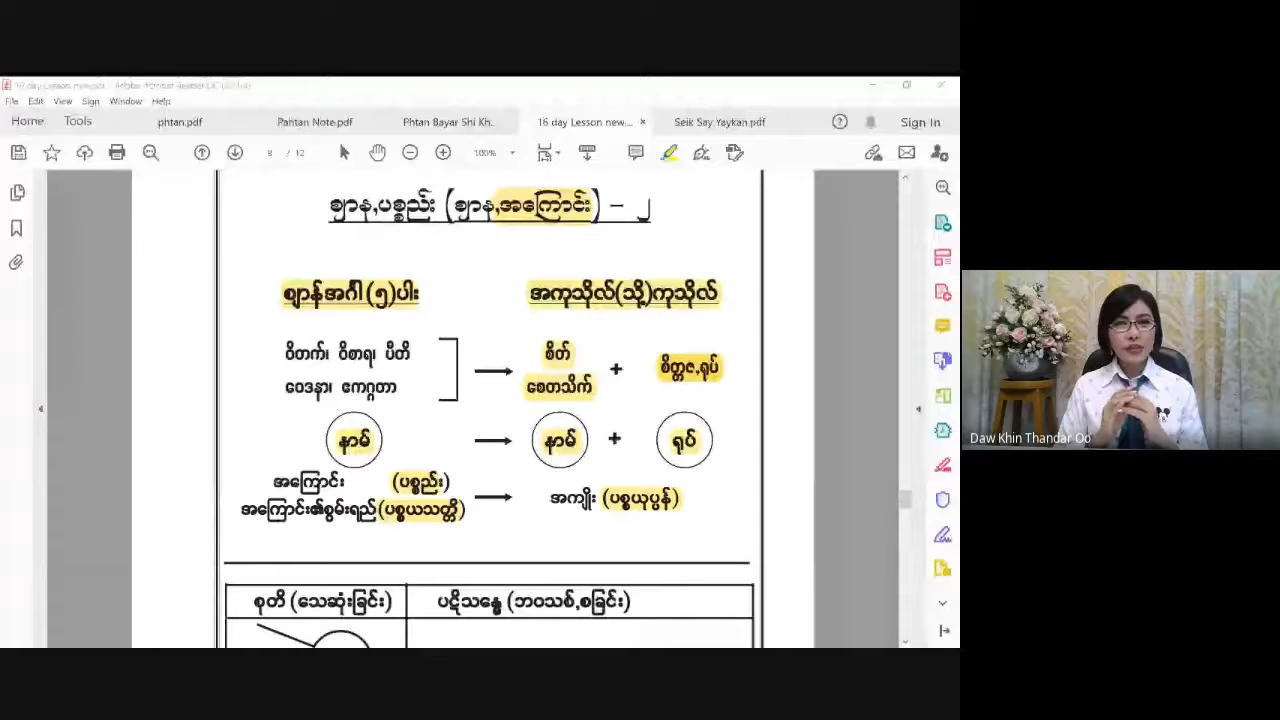 File Edit View Sign Window Help
Home Tools phtan.pdf Pahtan Note.pdf Phtan Bayar Shi Kh.. 16 day Lesson new.... × Seik Say Yaykan.pdf Sign In
8 / 12 100%
ဈာန,ပစ္စည်း (ဈာန,အကြောင်း) – ၂
ဈာန်အင်္ဂါ (၅)ပါး အကုသိုလ်(သို့)ကုသိုလ်
ဝိတက်၊ ဝိစာရ၊ ပီတိ စိတ် + စိတ္တဇ,ရုပ်
ဝေဒနာ၊ ဧကဂ္ဂတာ စေတသိက်
နာမ် နာမ် + ရုပ်
အကြောင်း (ပစ္စည်း)
အကြောင်း၏စွမ်းရည်(ပစ္စယသတ္တိ) အကျိုး (ပစ္စယုပ္ပန်)
စုတိ (သေဆုံးခြင်း) ပဋိသန္ဓေ (ဘဝသစ်,စခြင်း)
Daw Khin Thandar Oo